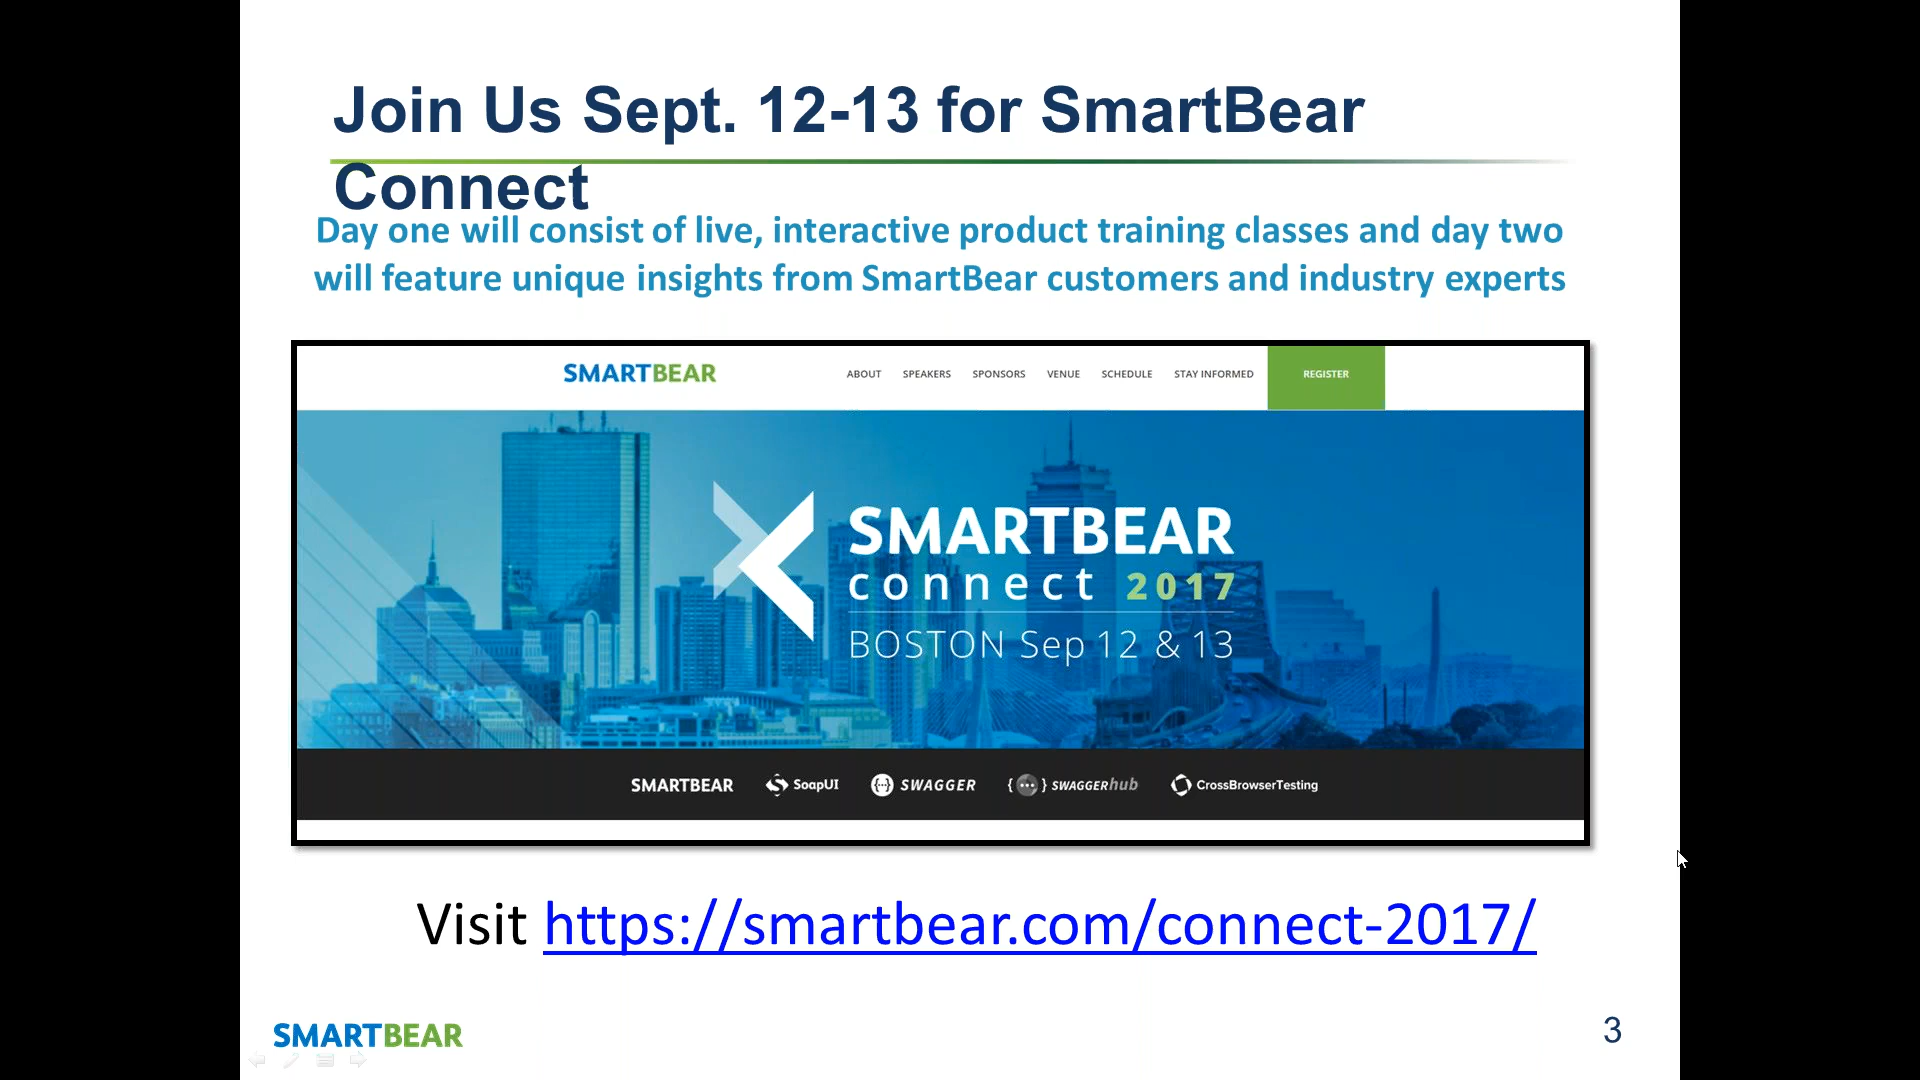 Join Us Sept. 12-13 for SmartBear
Connect
Day one will consist of live, interactive product training classes and day two
will feature unique insights from SmartBear customers and industry experts
SMARTBEAR
ABOUT SPEAKERS SPONSORS VENUE SCHEDULE STAY INFORMED REGISTER
SMARTBEAR
connect 2017
BOSTON Sep 12 & 13
SMARTBEAR SoapUI {··} SWAGGER {···} SWAGGERhub CrossBrowserTesting
Visit https://smartbear.com/connect-2017/
SMARTBEAR
3